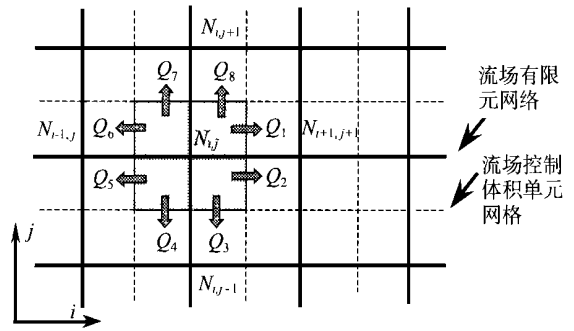 N_{i,j+1}
Q_7
Q_8
N_{i-1,j}
Q_6
N_{i,j}
Q_1
N_{i+1,j+1}
Q_5
Q_2
Q_4
Q_3
N_{i,j-1}
j
i
流场有限
元网络
流场控制
体积单元
网格